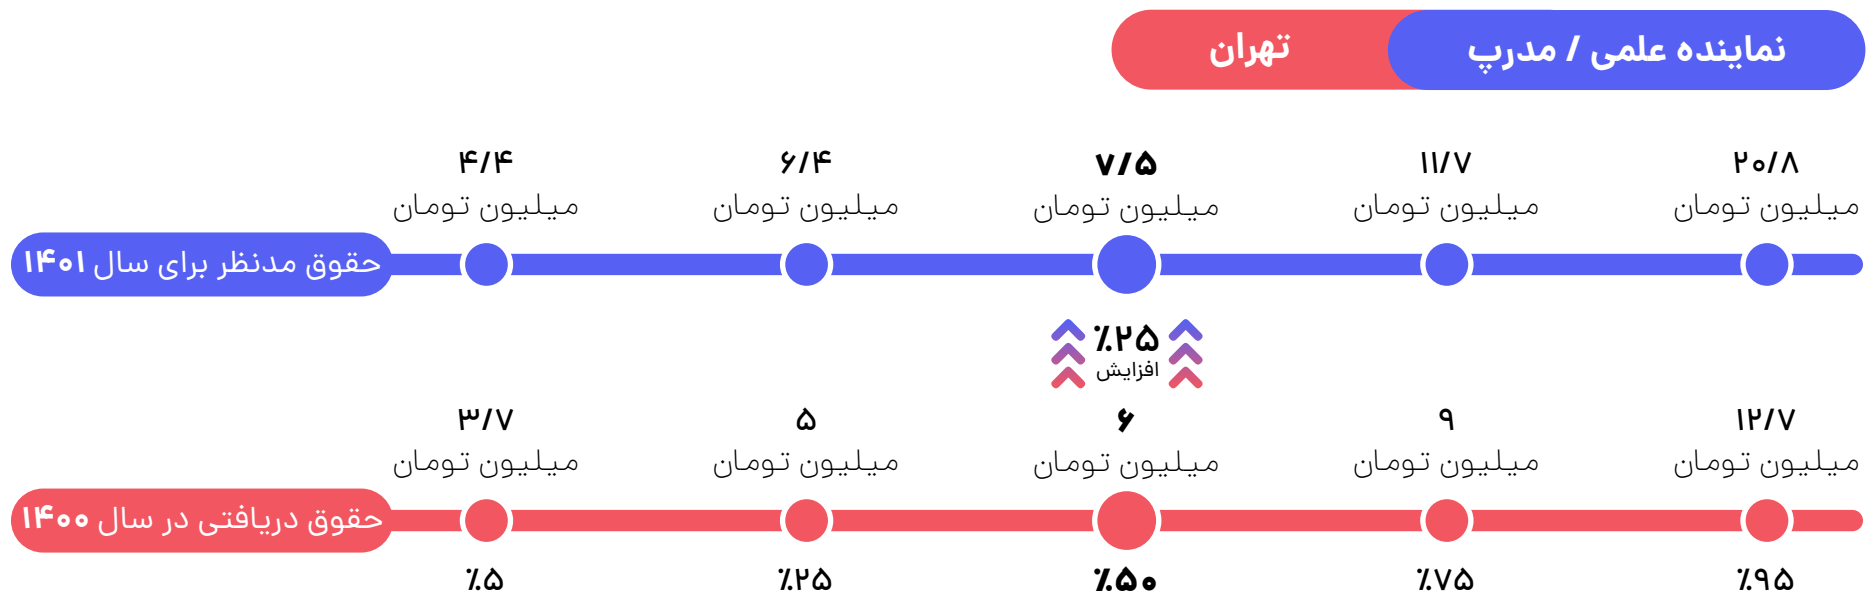 نماینده علمی / مدرپ
تهران
۲۰/۸
میلیون تومان
۱۱/۷
میلیون تومان
۷/۵
میلیون تومان
۶/۴
میلیون تومان
۴/۴
میلیون تومان
حقوق مدنظر برای سال ۱۴۰۱
٪۲۵
افزایش
۱۲/۷
میلیون تومان
۹
میلیون تومان
۶
میلیون تومان
۵
میلیون تومان
۳/۷
میلیون تومان
حقوق دریافتی در سال ۱۴۰۰
٪۹۵
٪۷۵
٪۵۰
٪۲۵
٪۵